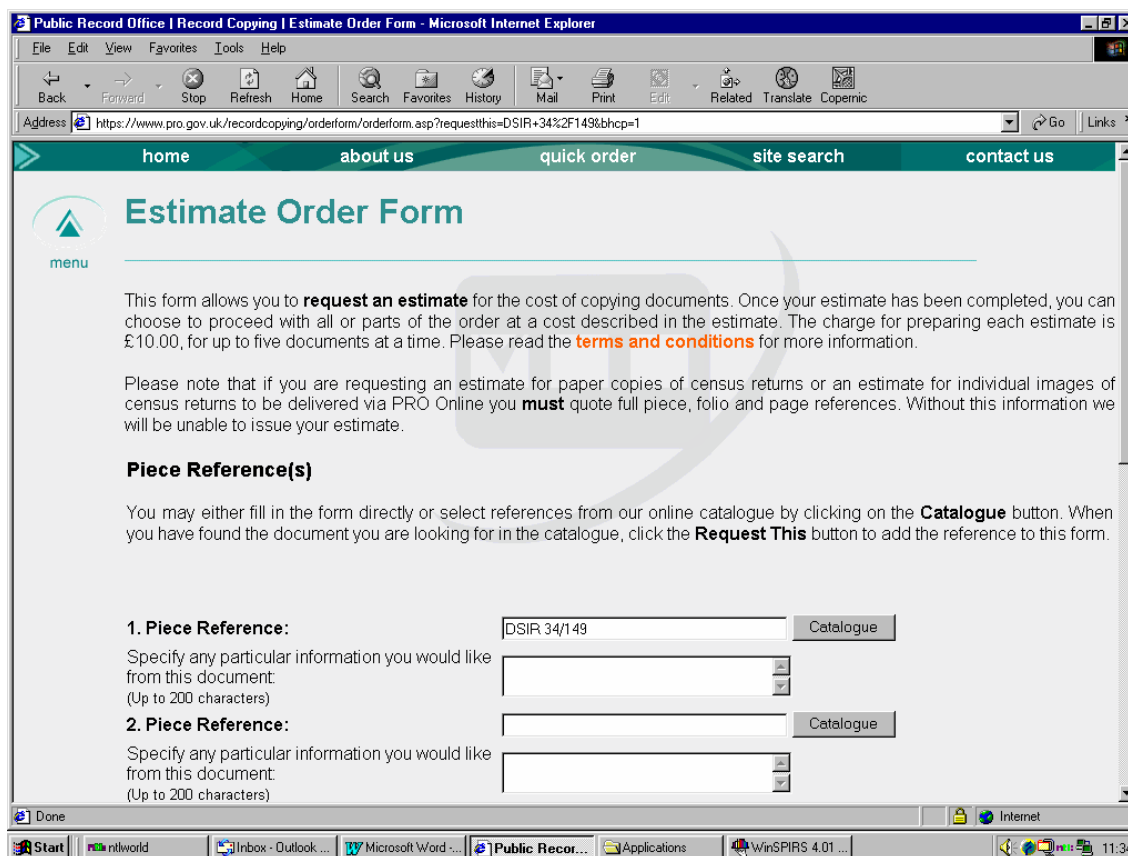 Public Record Office | Record Copying | Estimate Order Form - Microsoft Internet Explorer
File Edit View Favorites Tools Help
Back Forward Stop Refresh Home Search Favorites History Mail Print Edit Related Translate Copernic
Address https://www.pro.gov.uk/recordcopying/orderform/orderform.asp?requestthis=DSIR+34%2F149&bhcp=1 Go Links
home about us quick order site search contact us
Estimate Order Form
menu
This form allows you to request an estimate for the cost of copying documents. Once your estimate has been completed, you can
choose to proceed with all or parts of the order at a cost described in the estimate. The charge for preparing each estimate is
£10.00, for up to five documents at a time. Please read the terms and conditions for more information.
Please note that if you are requesting an estimate for paper copies of census returns or an estimate for individual images of
census returns to be delivered via PRO Online you must quote full piece, folio and page references. Without this information we
will be unable to issue your estimate.
Piece Reference(s)
You may either fill in the form directly or select references from our online catalogue by clicking on the Catalogue button. When
you have found the document you are looking for in the catalogue, click the Request This button to add the reference to this form.
1. Piece Reference: DSIR 34/149 Catalogue
Specify any particular information you would like
from this document:
(Up to 200 characters)
2. Piece Reference: Catalogue
Specify any particular information you would like
from this document:
(Up to 200 characters)
Done Internet
Start ntlworld Inbox - Outlook ... Microsoft Word -... Public Recor... Applications WinSPIRS 4.01 ... 11:34